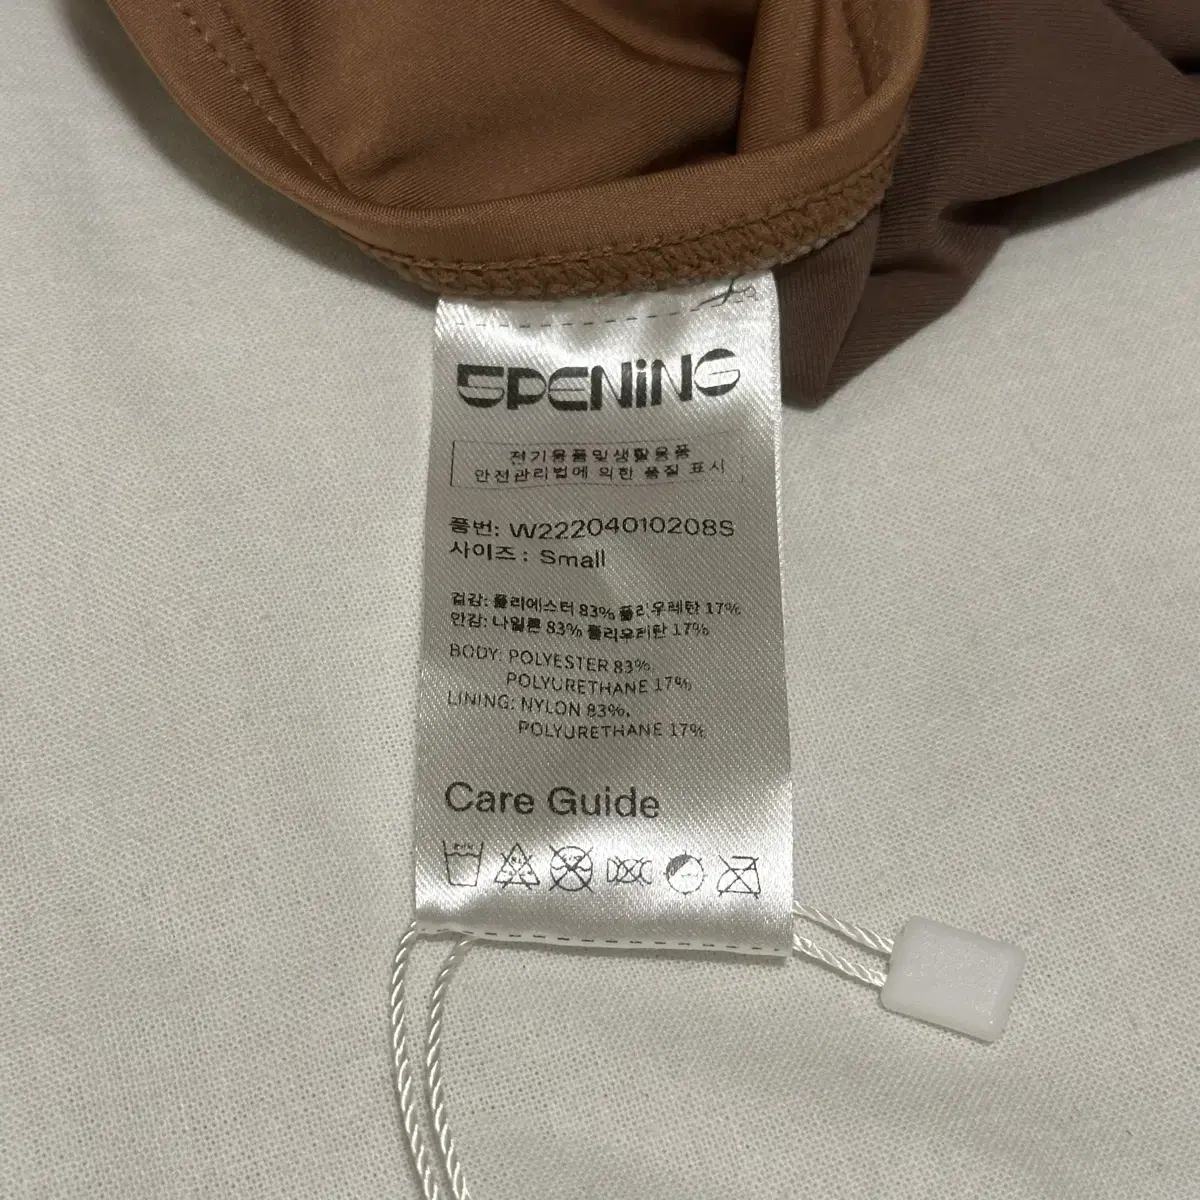 5PENING
전기용품및생활용품
안전관리법에 의한 품질 표시
품번: W22204010208S
사이즈 : Small
겉감: 폴리에스터 83% 폴리우레탄 17%
안감: 나일론 83% 폴리우레탄 17%
BODY: POLYESTER 83%,
POLYURETHANE 17%
LINING: NYLON 83%,
POLYURETHANE 17%
Care Guide